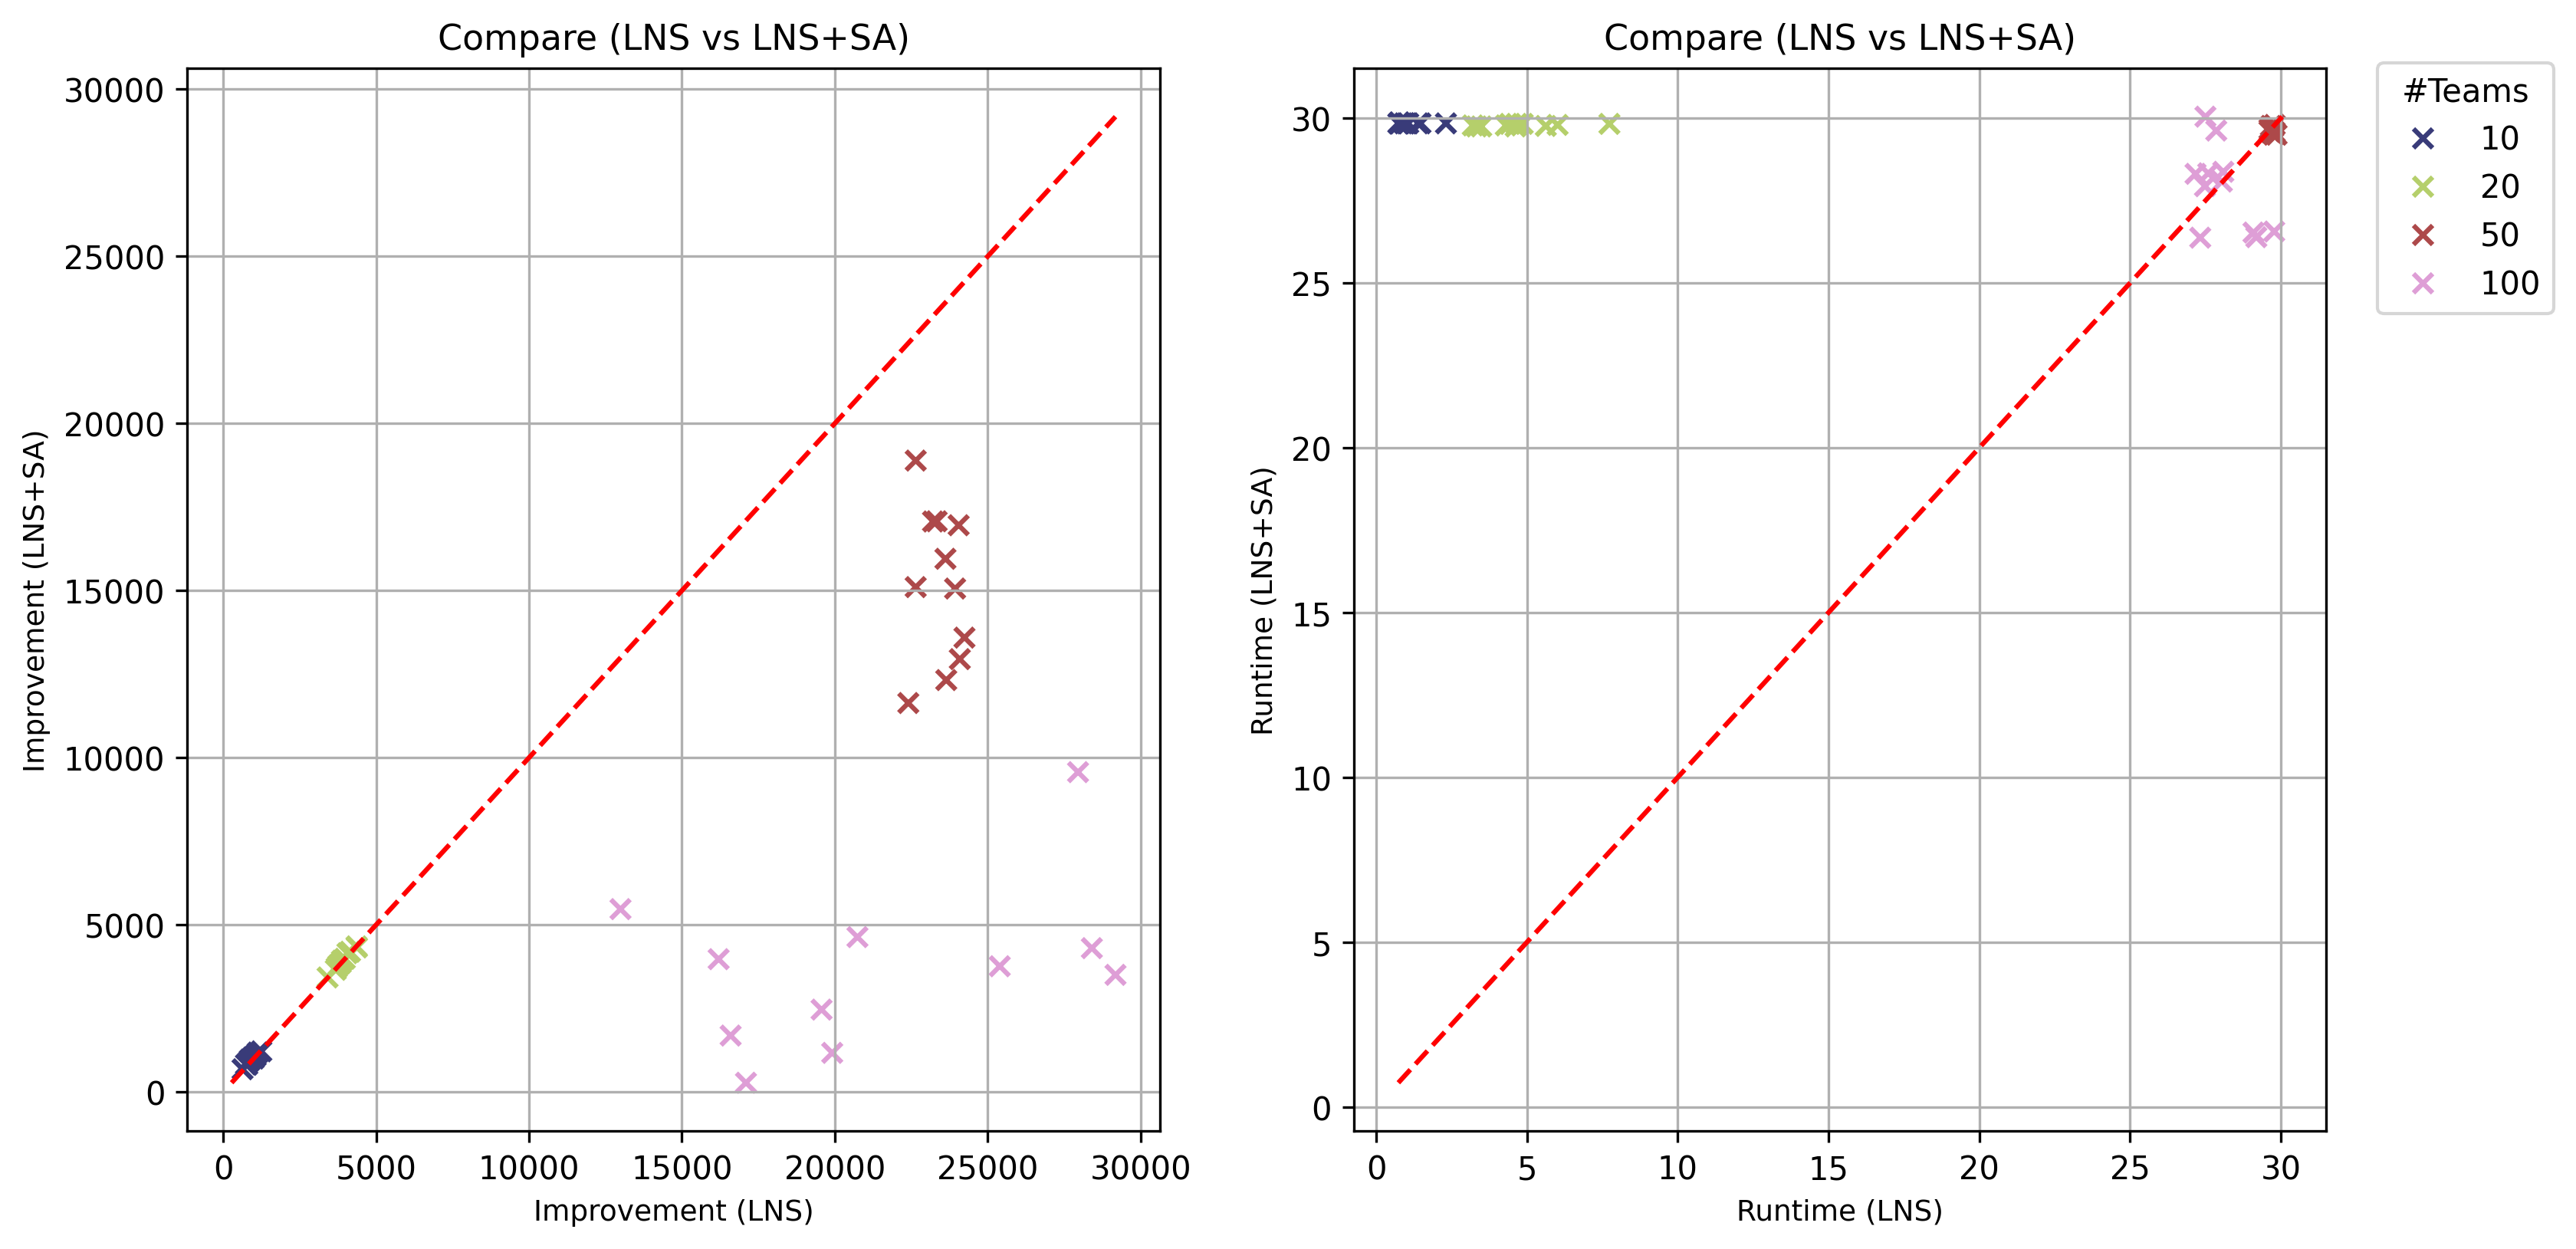 Compare (LNS vs LNS+SA)
30000
25000
20000
15000
10000
5000
0
Improvement (LNS+SA)
0 5000 10000 15000 20000 25000 30000
Improvement (LNS)
Compare (LNS vs LNS+SA)
30
25
20
15
10
5
0
Runtime (LNS+SA)
0 5 10 15 20 25 30
Runtime (LNS)
#Teams
10
20
50
100